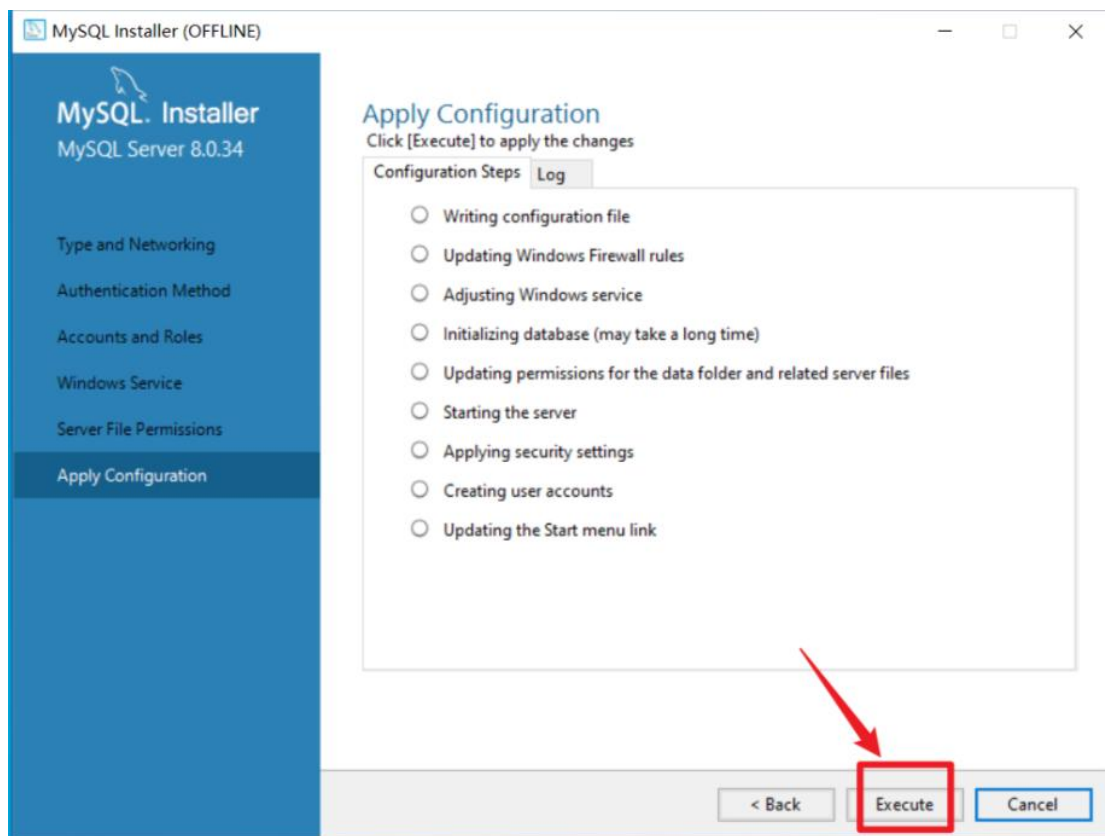 MySQL Installer (OFFLINE)
MySQL. Installer
MySQL Server 8.0.34
Type and Networking
Authentication Method
Accounts and Roles
Windows Service
Server File Permissions
Apply Configuration
Apply Configuration
Click [Execute] to apply the changes
Configuration Steps Log
Writing configuration file
Updating Windows Firewall rules
Adjusting Windows service
Initializing database (may take a long time)
Updating permissions for the data folder and related server files
Starting the server
Applying security settings
Creating user accounts
Updating the Start menu link
< Back Execute Cancel